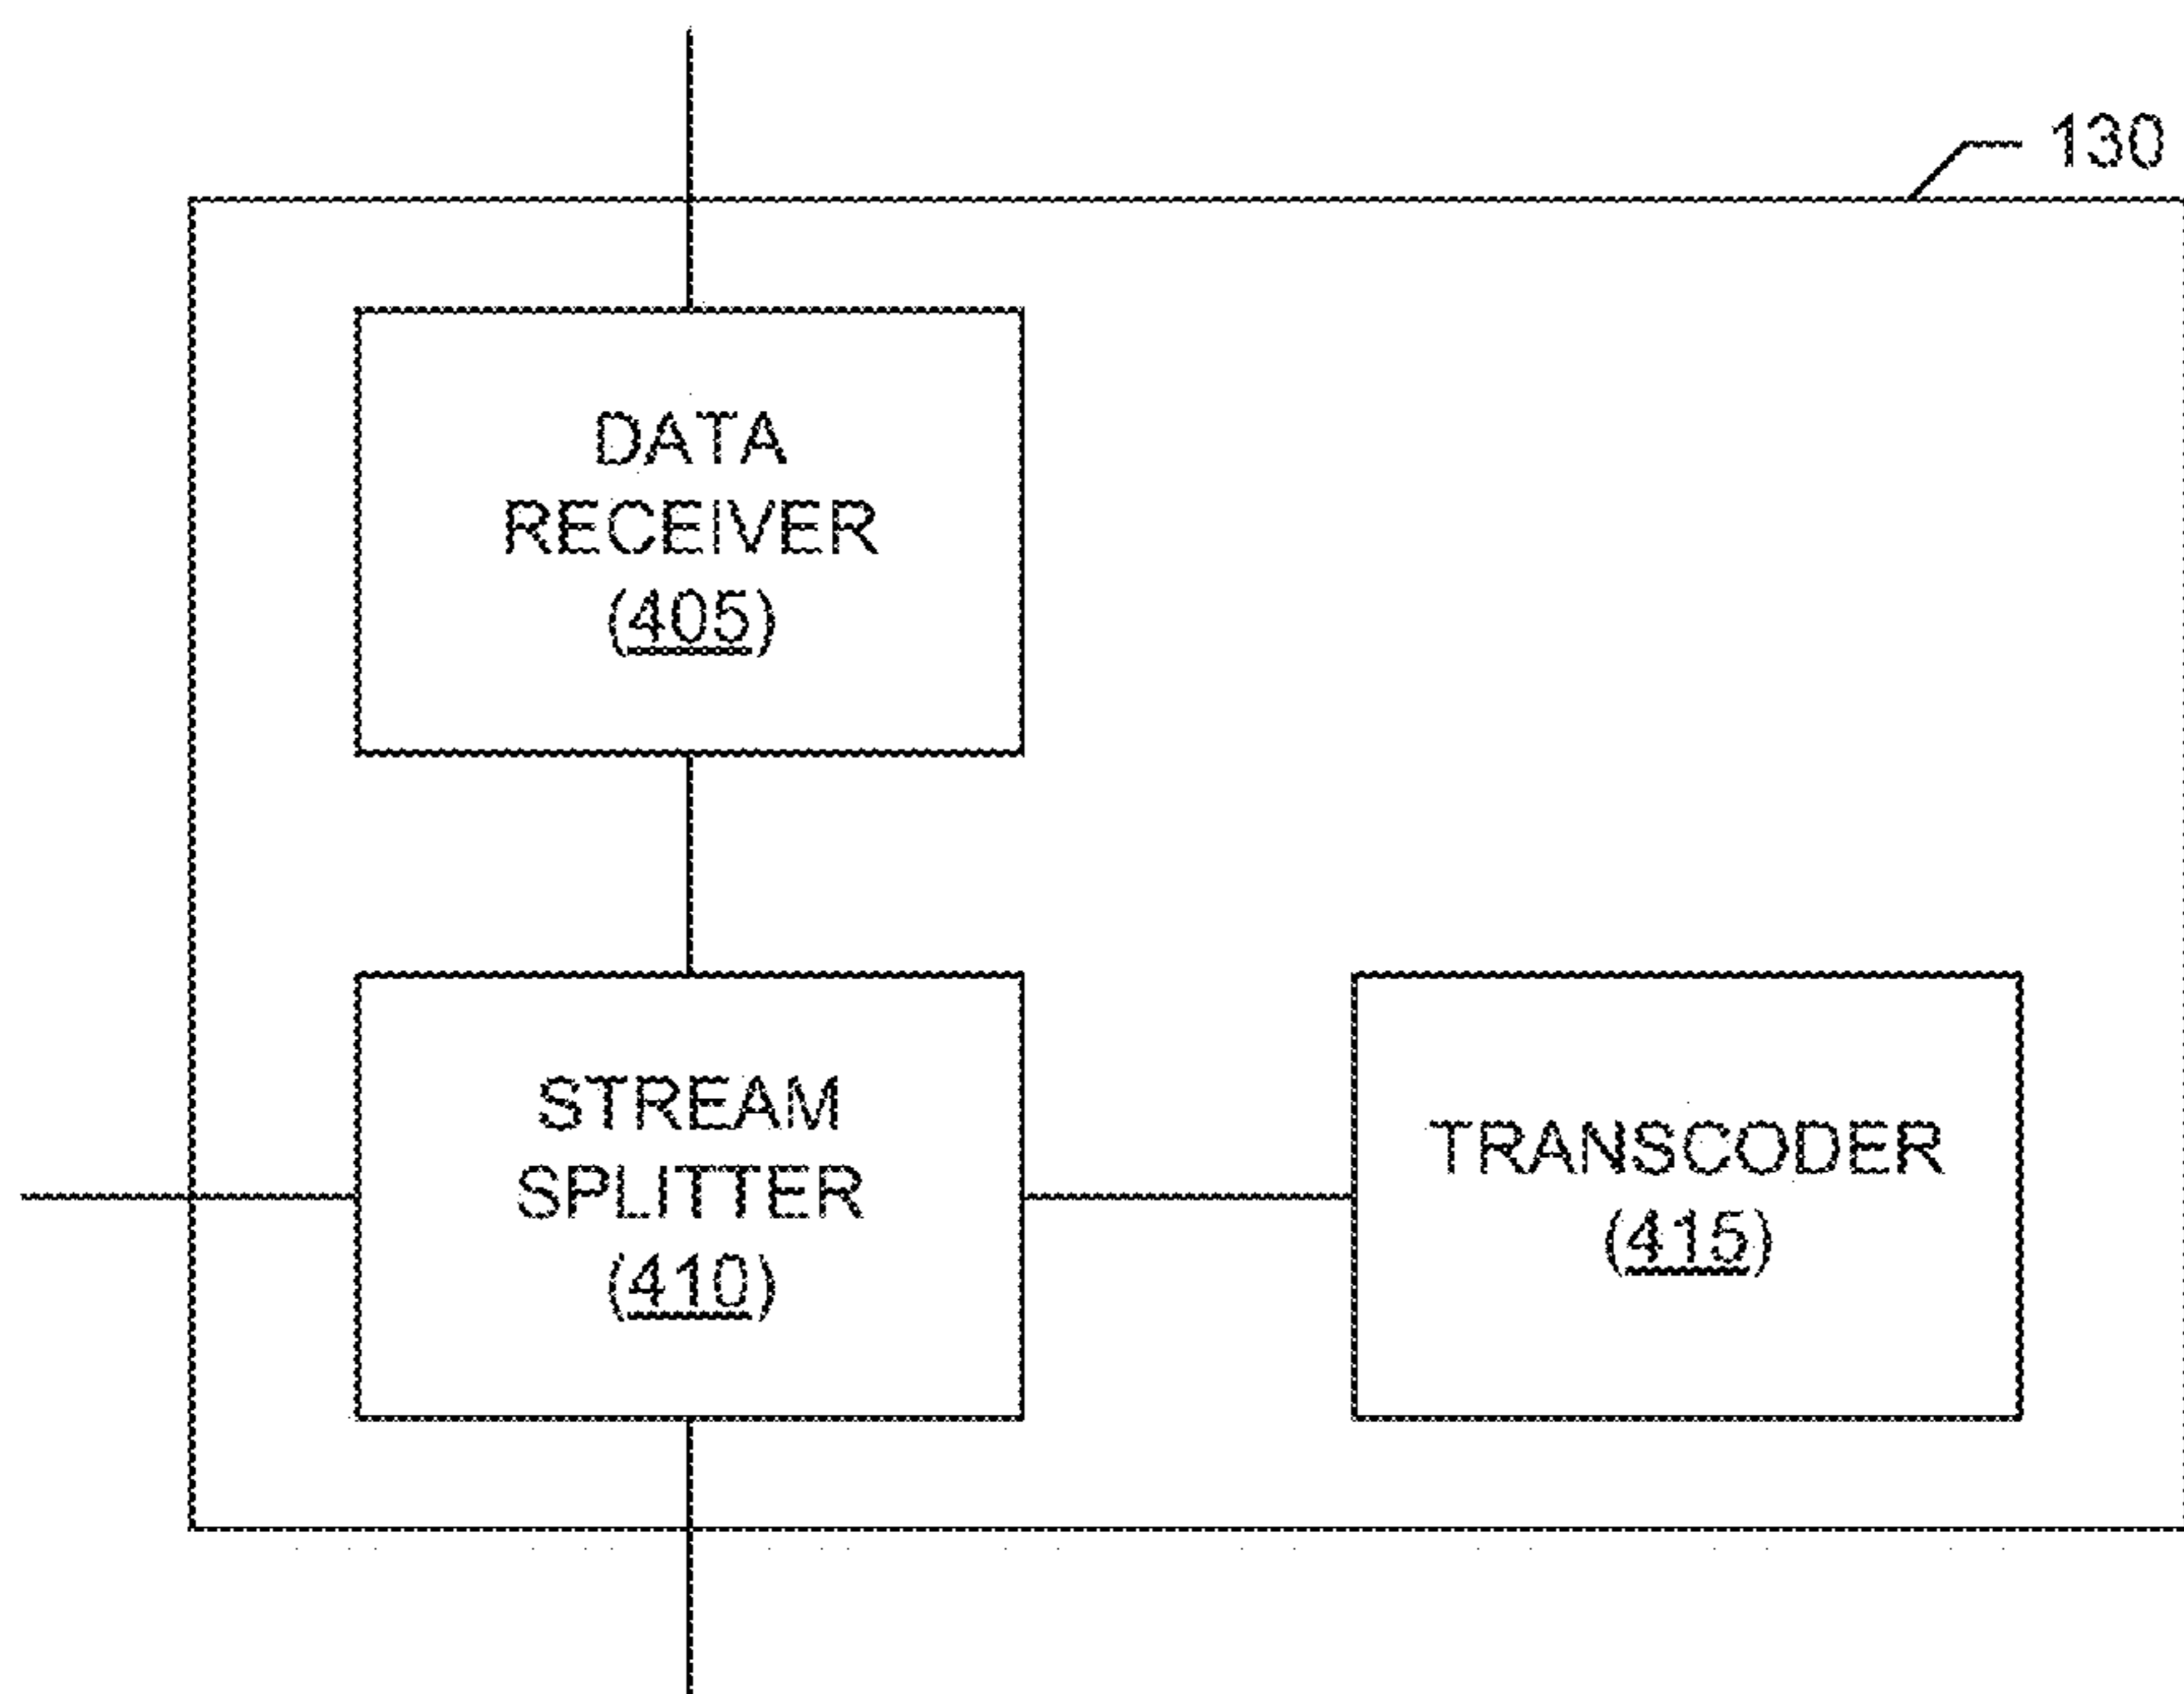 130
DATA
RECEIVER
(405)
STREAM
SPLITTER
(410)
TRANSCODER
(415)